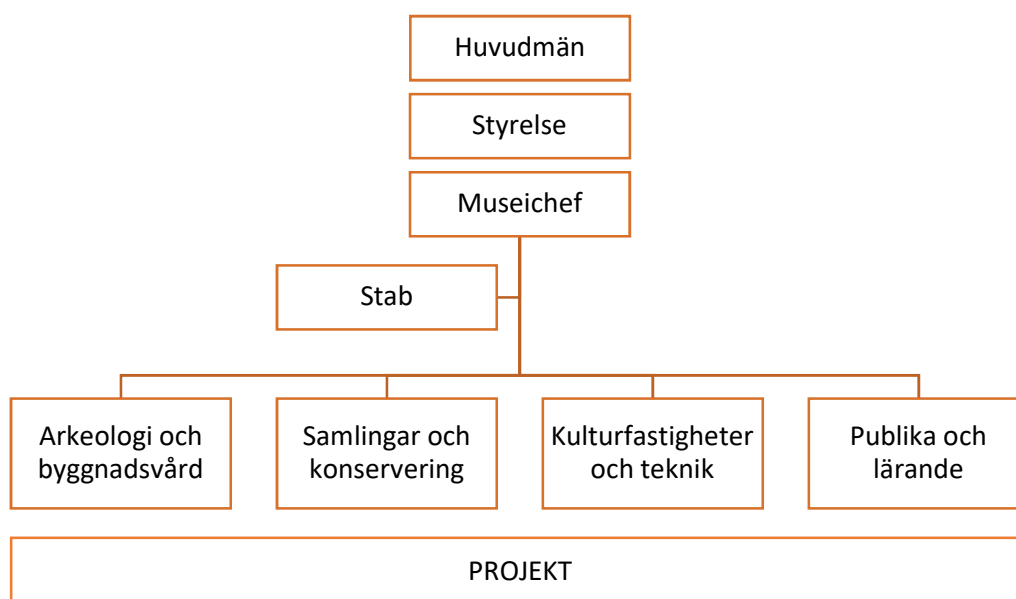 Huvudmän
Styrelse
Museichef
Stab
Arkeologi och
byggnadsvård
Samlingar och
konservering
Kulturfastigheter
och teknik
Publika och
lärande
PROJEKT